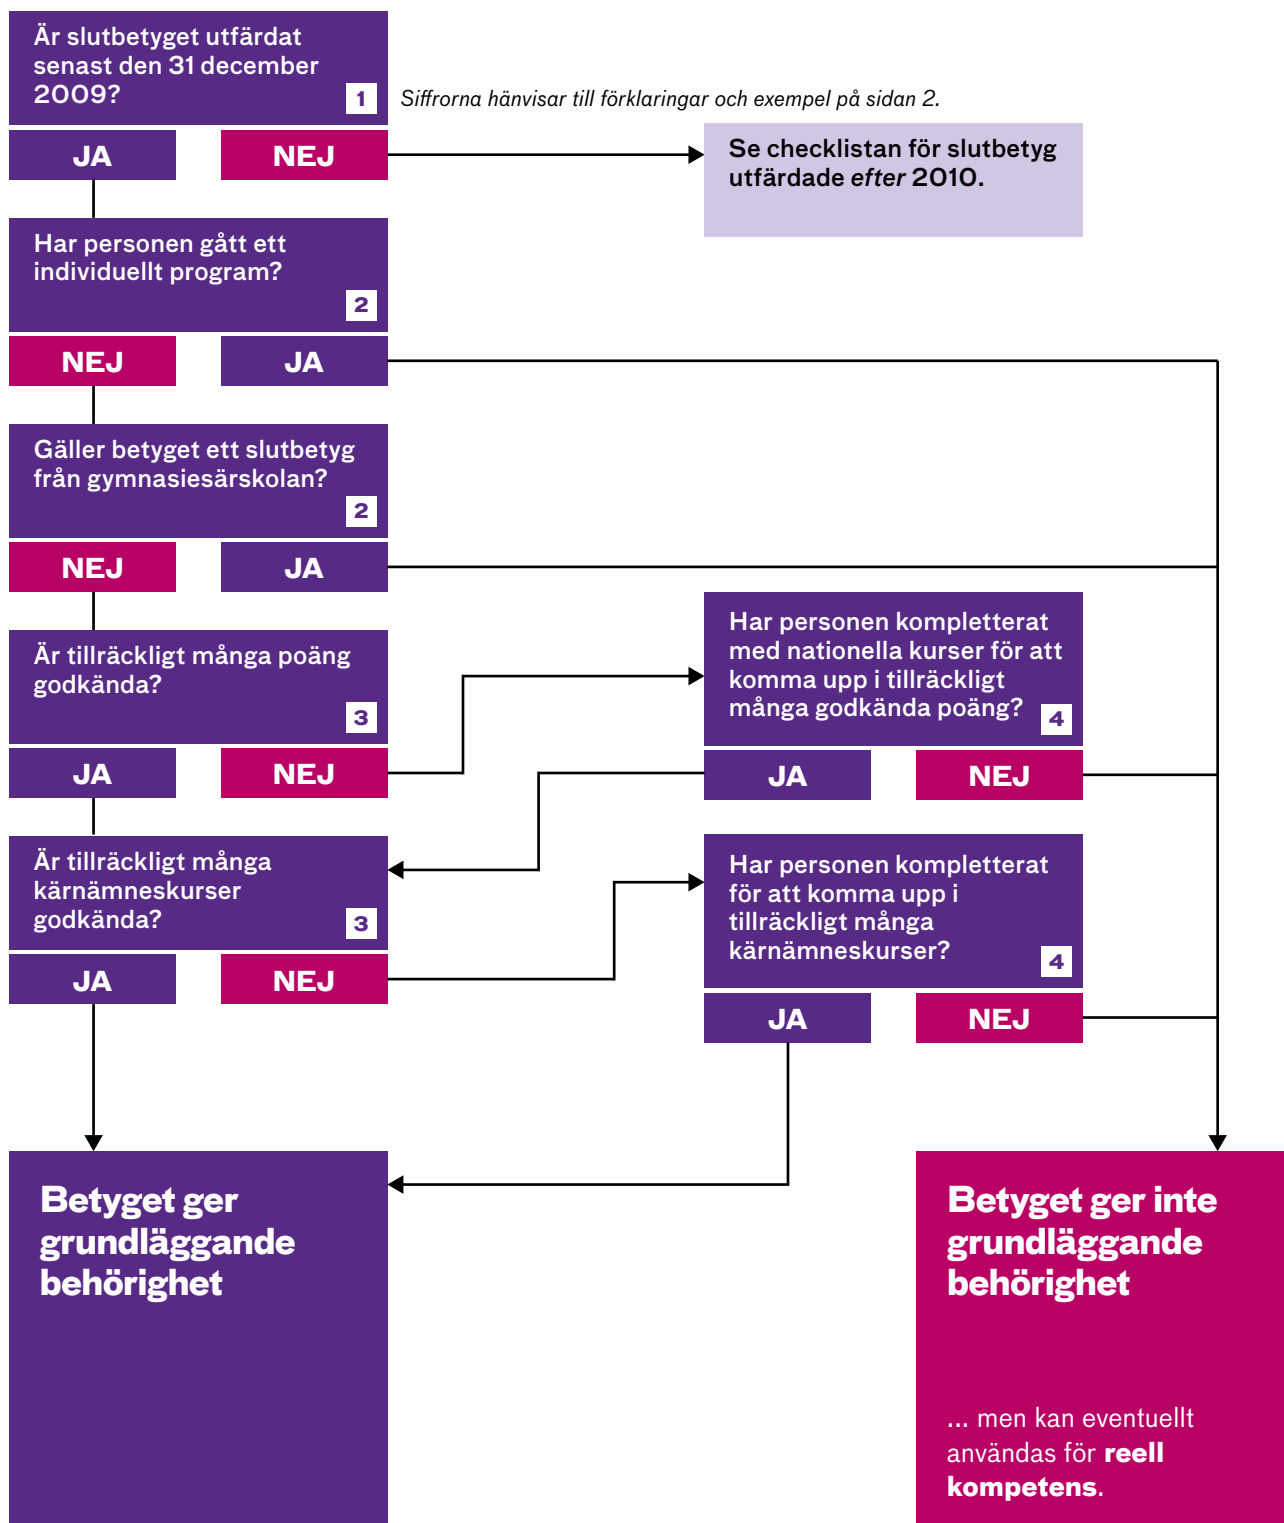 Är slutbetyget utfärdat
senast den 31 december
2009?
1
Siffrorna hänvisar till förklaringar och exempel på sidan 2.
JA
NEJ
Se checklistan för slutbetyg
utfärdade efter 2010.
Har personen gått ett
individuellt program?
2
NEJ
JA
Gäller betyget ett slutbetyg
från gymnasiesärskolan?
2
NEJ
JA
Är tillräckligt många poäng
godkända?
3
JA
NEJ
Har personen kompletterat
med nationella kurser för att
komma upp i tillräckligt
många godkända poäng?
4
JA
NEJ
Är tillräckligt många
kärnämneskurser
godkända?
3
JA
NEJ
Har personen kompletterat
för att komma upp i
tillräckligt många
kärnämneskurser?
4
JA
NEJ
Betyget ger
grundläggande
behörighet
Betyget ger inte
grundläggande
behörighet
... men kan eventuellt
användas för reell
kompetens.